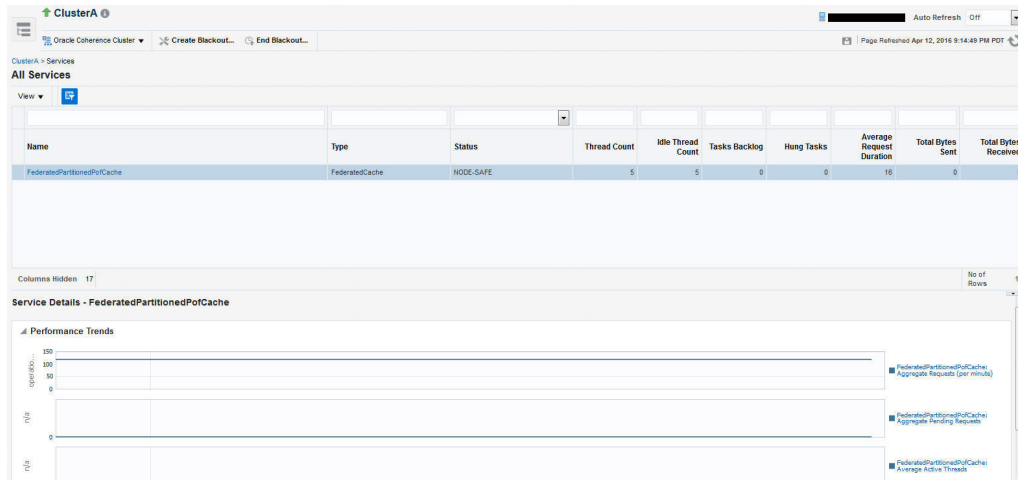 ClusterA
Auto Refresh Off
Oracle Coherence Cluster Create Blackout... End Blackout... Page Refreshed Apr 12, 2016 9:14:49 PM PDT
ClusterA > Services
All Services
View
Name Type Status Thread Count Idle Thread Count Tasks Backlog Hung Tasks Average Request Duration Total Bytes Sent Total Bytes Received
FederatedPartitionedPofCache FederatedCache NODE-SAFE 5 5 0 0 16 0
Columns Hidden 17 No of Rows
Service Details - FederatedPartitionedPofCache
Performance Trends
operatio...
150
100
50
0
FederatedPartitionedPofCache:
Aggregate Requests (per minute)
n/a
0
FederatedPartitionedPofCache:
Aggregate Pending Requests
n/a
FederatedPartitionedPofCache:
Average Active Threads